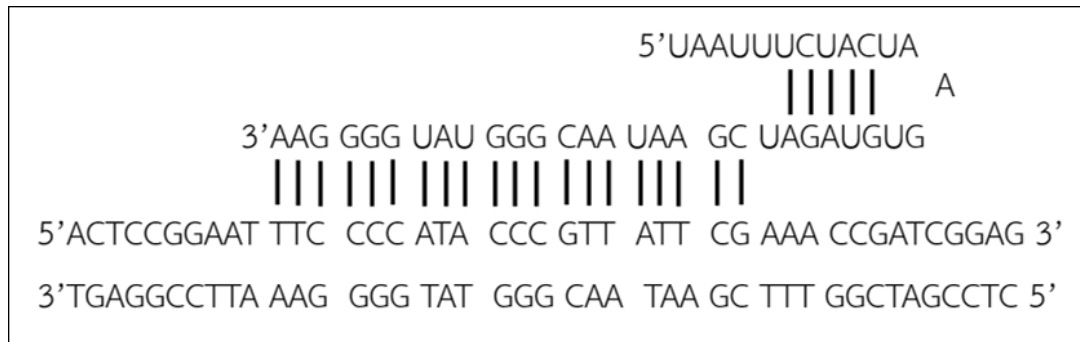 5’UAAUUUCUACUA
A
3’AAG GGG UAU GGG CAA UAA GC UAGAUGUG
5’ACTCCGGAAT TTC CCC ATA CCC GTT ATT CG AAA CCGATCGGAG 3’
3’TGAGGCCTTA AAG GGG TAT GGG CAA TAA GC TTT GGCTAGCCTC 5’